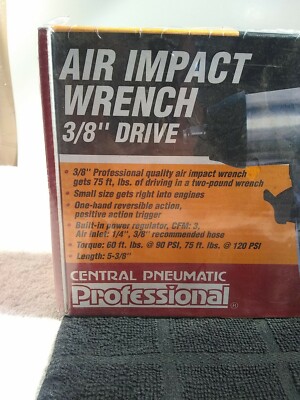 AIR IMPACT
WRENCH
3/8" DRIVE
• 3/8" Professional quality air impact wrench
gets 75 ft. lbs. of driving in a two-pound wrench
• Small size gets right into engines
• One-hand reversible action,
positive action trigger
• Built-in power regulator, CFM: 3,
Air inlet: 1/4", 3/8" recommended hose
• Torque: 60 ft. lbs. @ 90 PSI, 75 ft. lbs. @ 120 PSI
• Length: 5-3/8"
CENTRAL PNEUMATIC
Professional ®